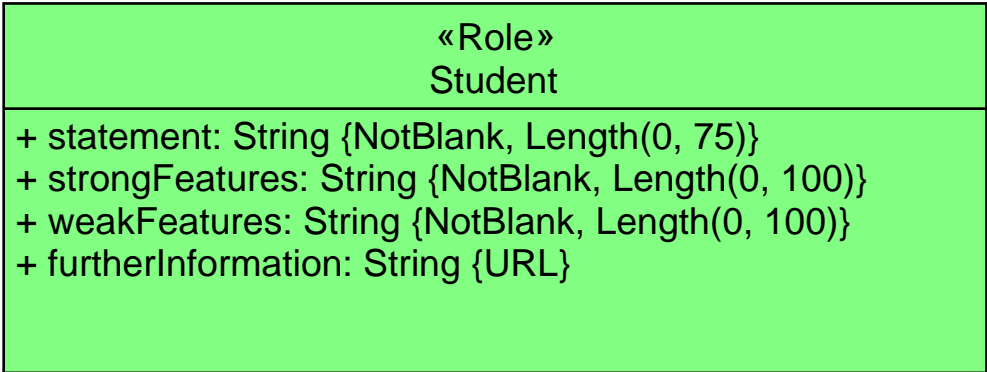 «Role»
Student
+ statement: String {NotBlank, Length(0, 75)}
+ strongFeatures: String {NotBlank, Length(0, 100)}
+ weakFeatures: String {NotBlank, Length(0, 100)}
+ furtherInformation: String {URL}